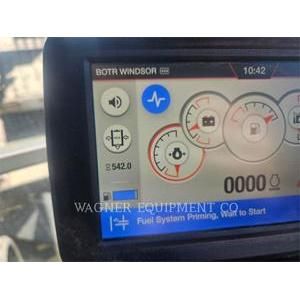 BOTR WINDSOR
10:42
542.0
0000
WAGNER EQUIPMENT CO.
Fuel System Priming, Wait to Start